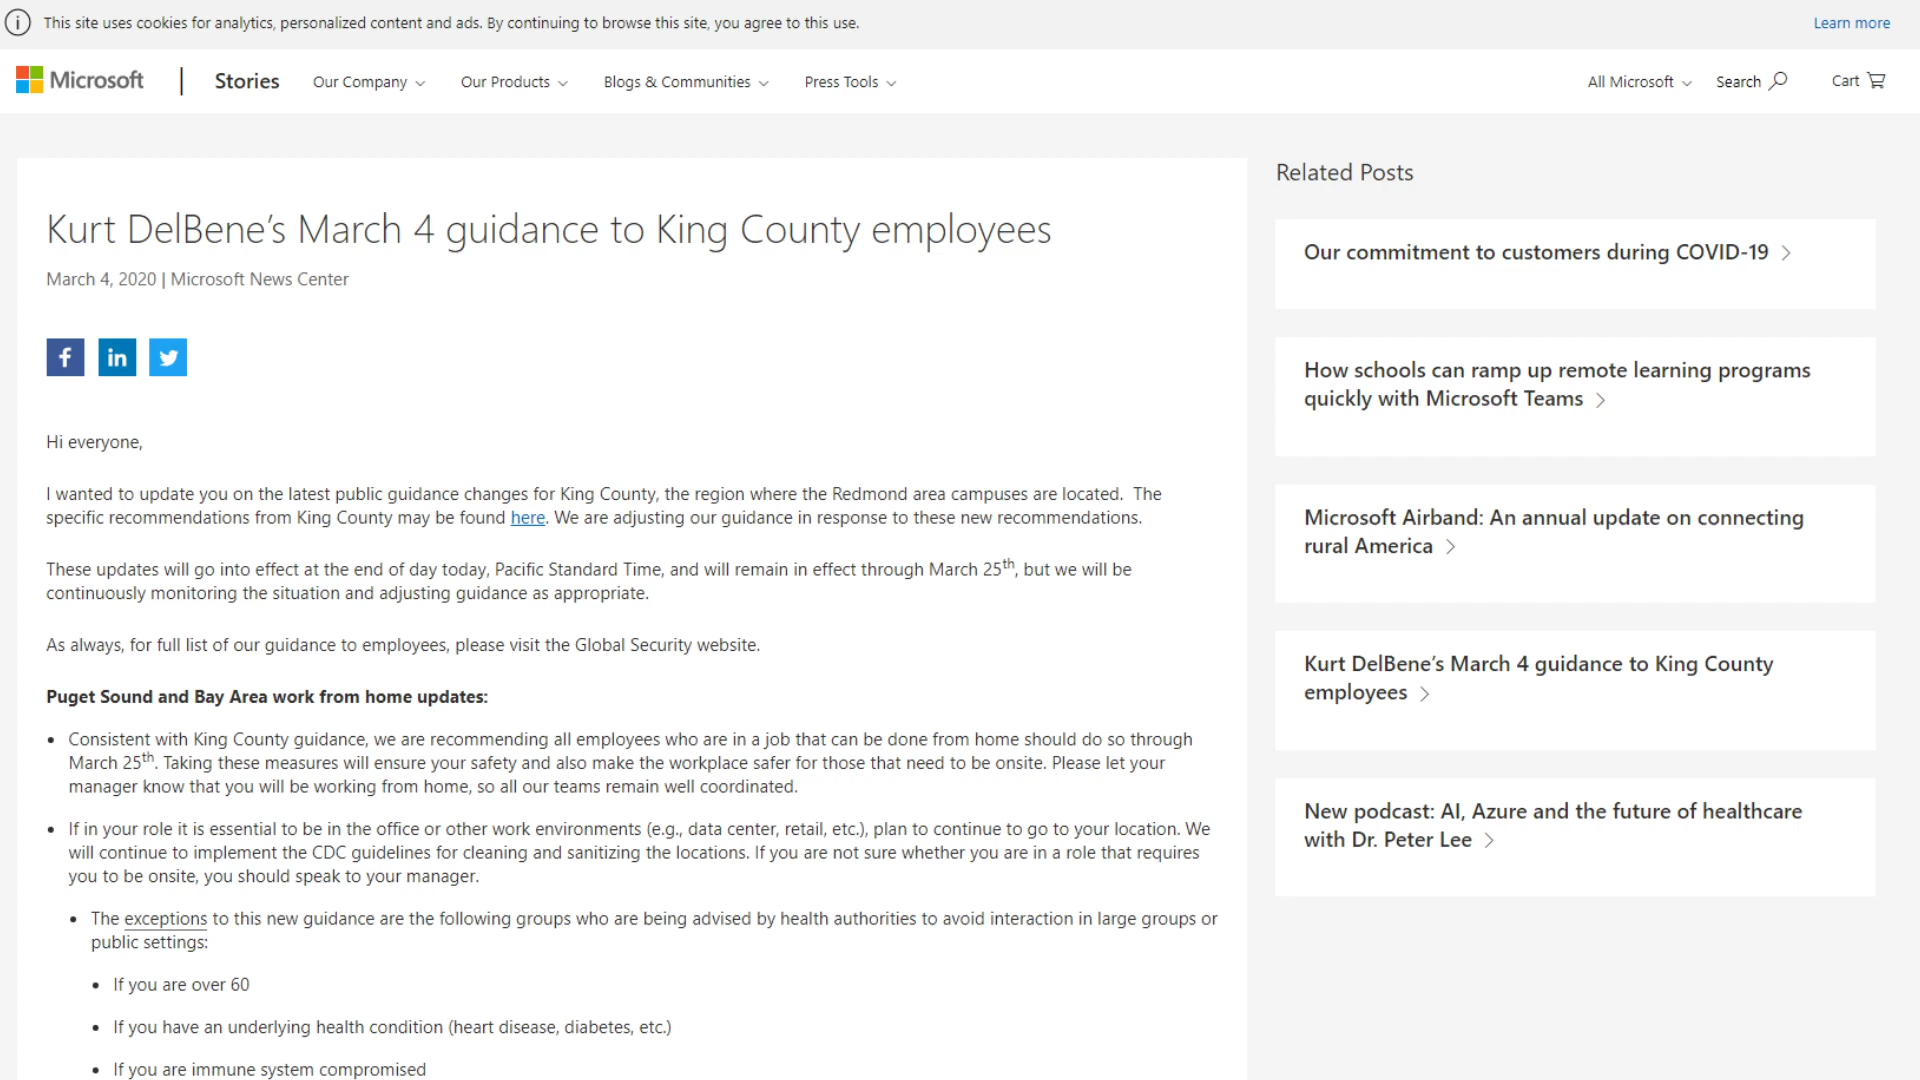 This site uses cookies for analytics, personalized content and ads. By continuing to browse this site, you agree to this use.
Learn more
Microsoft
Stories
Our Company
Our Products
Blogs & Communities
Press Tools
All Microsoft
Search
Cart
Kurt DelBene’s March 4 guidance to King County employees
March 4, 2020 | Microsoft News Center
Hi everyone,
I wanted to update you on the latest public guidance changes for King County, the region where the Redmond area campuses are located.  The
specific recommendations from King County may be found here. We are adjusting our guidance in response to these new recommendations.
These updates will go into effect at the end of day today, Pacific Standard Time, and will remain in effect through March 25th, but we will be
continuously monitoring the situation and adjusting guidance as appropriate.
As always, for full list of our guidance to employees, please visit the Global Security website.
Puget Sound and Bay Area work from home updates:
• Consistent with King County guidance, we are recommending all employees who are in a job that can be done from home should do so through
March 25th. Taking these measures will ensure your safety and also make the workplace safer for those that need to be onsite. Please let your
manager know that you will be working from home, so all our teams remain well coordinated.
• If in your role it is essential to be in the office or other work environments (e.g., data center, retail, etc.), plan to continue to go to your location. We
will continue to implement the CDC guidelines for cleaning and sanitizing the locations. If you are not sure whether you are in a role that requires
you to be onsite, you should speak to your manager.
• The exceptions to this new guidance are the following groups who are being advised by health authorities to avoid interaction in large groups or
public settings:
• If you are over 60
• If you have an underlying health condition (heart disease, diabetes, etc.)
• If you are immune system compromised
Related Posts
Our commitment to customers during COVID-19
How schools can ramp up remote learning programs
quickly with Microsoft Teams
Microsoft Airband: An annual update on connecting
rural America
Kurt DelBene’s March 4 guidance to King County
employees
New podcast: AI, Azure and the future of healthcare
with Dr. Peter Lee